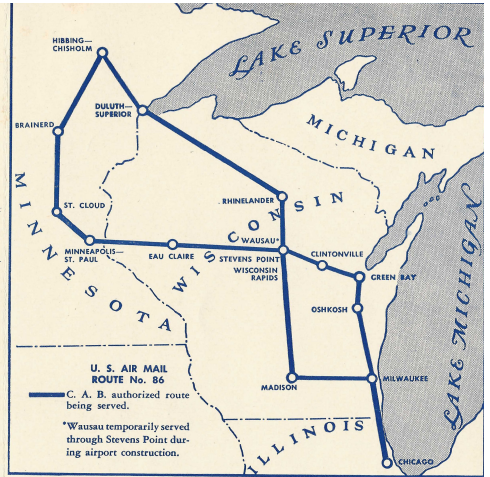 HIBBING—
CHISHOLM
LAKE SUPERIOR
DULUTH—
SUPERIOR
BRAINERD
MICHIGAN
MINNESOTA
WISCONSIN
RHINELANDER
ST. CLOUD
MINNEAPOLIS—
ST. PAUL
EAU CLAIRE
WAUSAU*
STEVENS POINT
WISCONSIN
RAPIDS
CLINTONVILLE
GREEN BAY
OSHKOSH
LAKE MICHIGAN
MADISON
MILWAUKEE
ILLINOIS
CHICAGO
U. S. AIR MAIL
ROUTE No. 86
C. A. B. authorized route
being served.
*Wausau temporarily served
through Stevens Point dur-
ing airport construction.